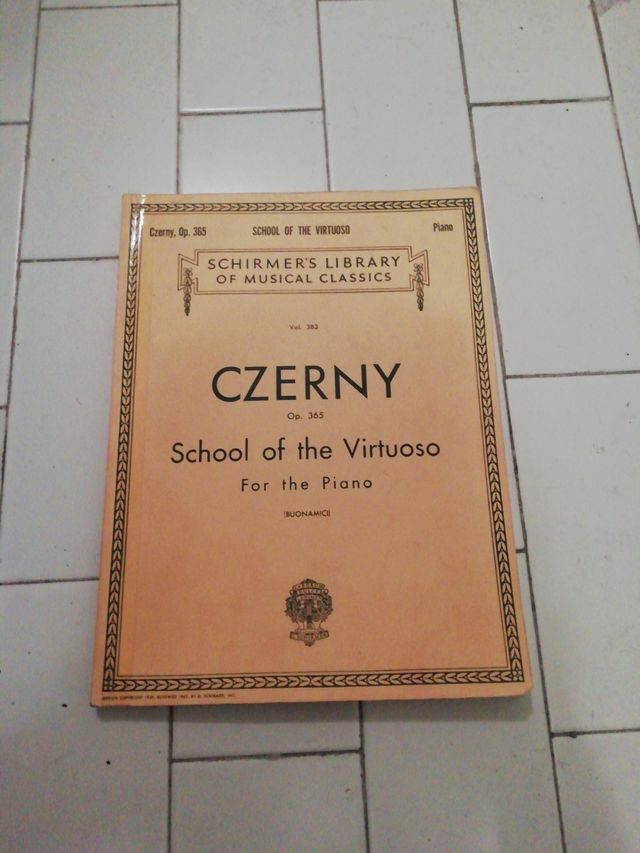 Czerny, Op. 365 SCHOOL OF THE VIRTUOSO Piano
SCHIRMER'S LIBRARY
OF MUSICAL CLASSICS
Vol. 383
CZERNY
Op. 365
School of the Virtuoso
For the Piano
(BUONAMICI)